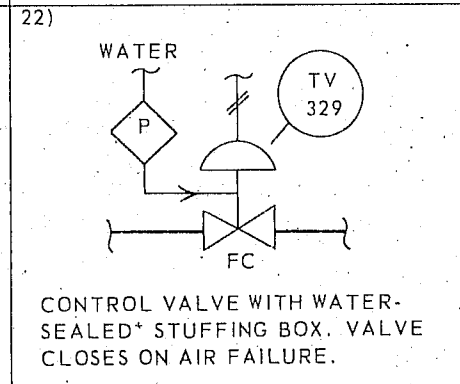 22)
WATER
P
TV
329
FC
CONTROL VALVE WITH WATER-
SEALED+ STUFFING BOX. VALVE
CLOSES ON AIR FAILURE.